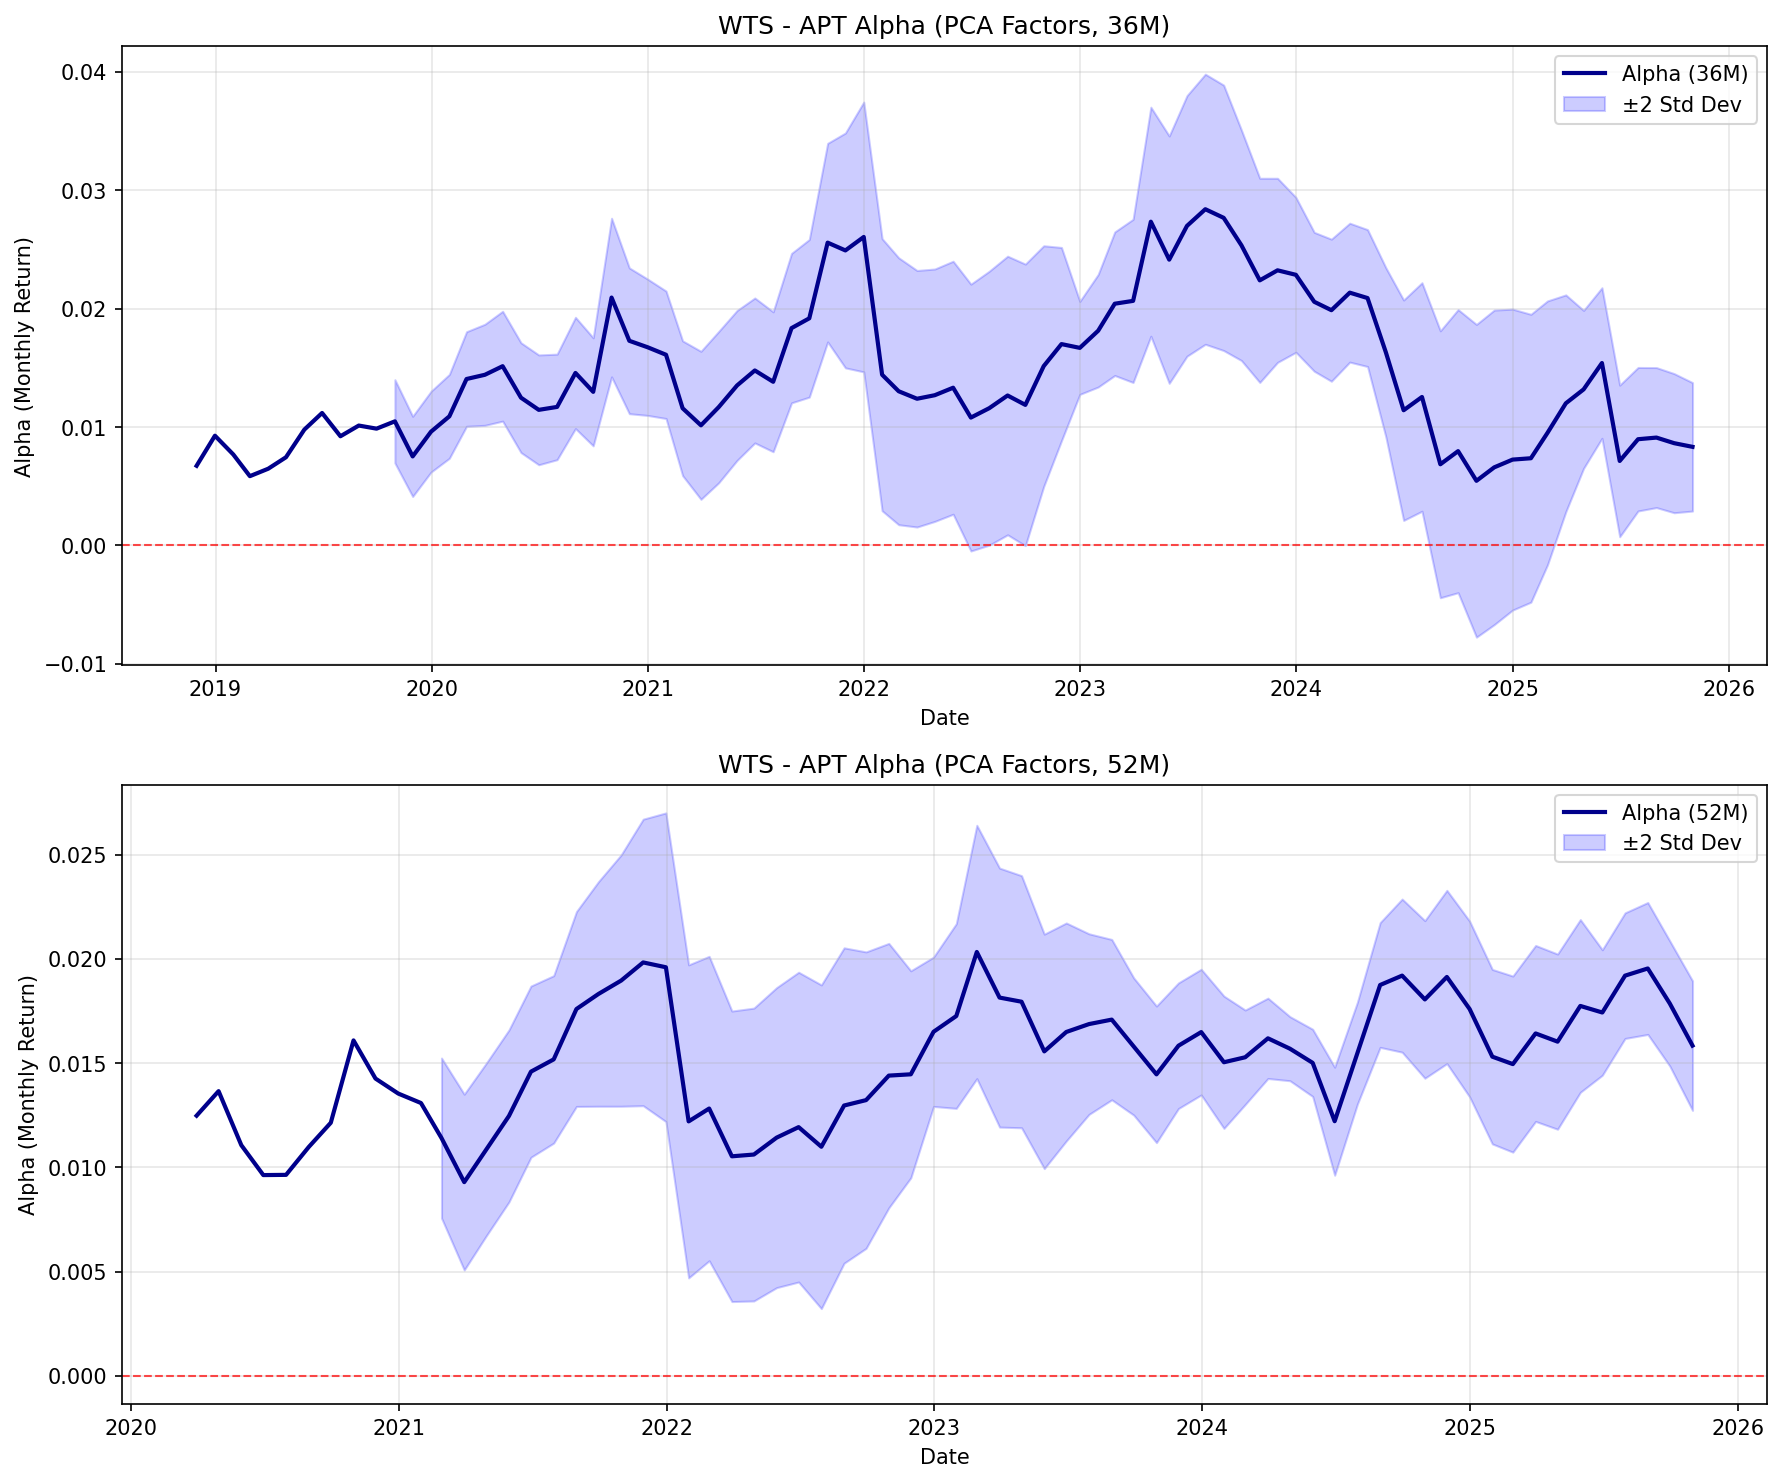 WTS - APT Alpha (PCA Factors, 36M)
Alpha (Monthly Return)
0.04
0.03
0.02
0.01
0.00
−0.01
Alpha (36M)
±2 Std Dev
2019 2020 2021 2022 2023 2024 2025 2026
Date
WTS - APT Alpha (PCA Factors, 52M)
Alpha (Monthly Return)
0.025
0.020
0.015
0.010
0.005
0.000
Alpha (52M)
±2 Std Dev
2020 2021 2022 2023 2024 2025 2026
Date